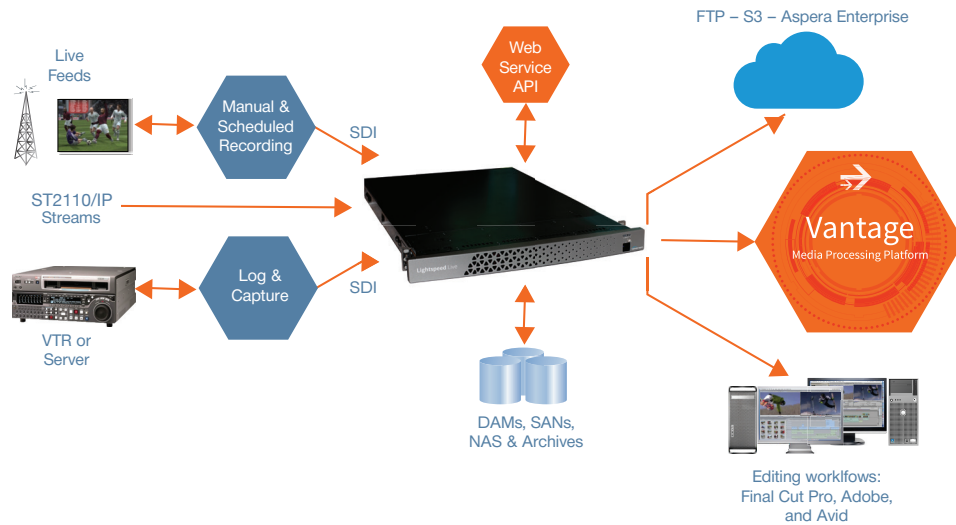 FTP – S3 – Aspera Enterprise
Live
Feeds
Web
Service
API
Manual &
Scheduled
Recording
SDI
ST2110/IP
Streams
Vantage
Media Processing Platform
Lightspeed Live
Log &
Capture
SDI
VTR or
Server
DAMs, SANs,
NAS & Archives
Editing worklfows:
Final Cut Pro, Adobe,
and Avid